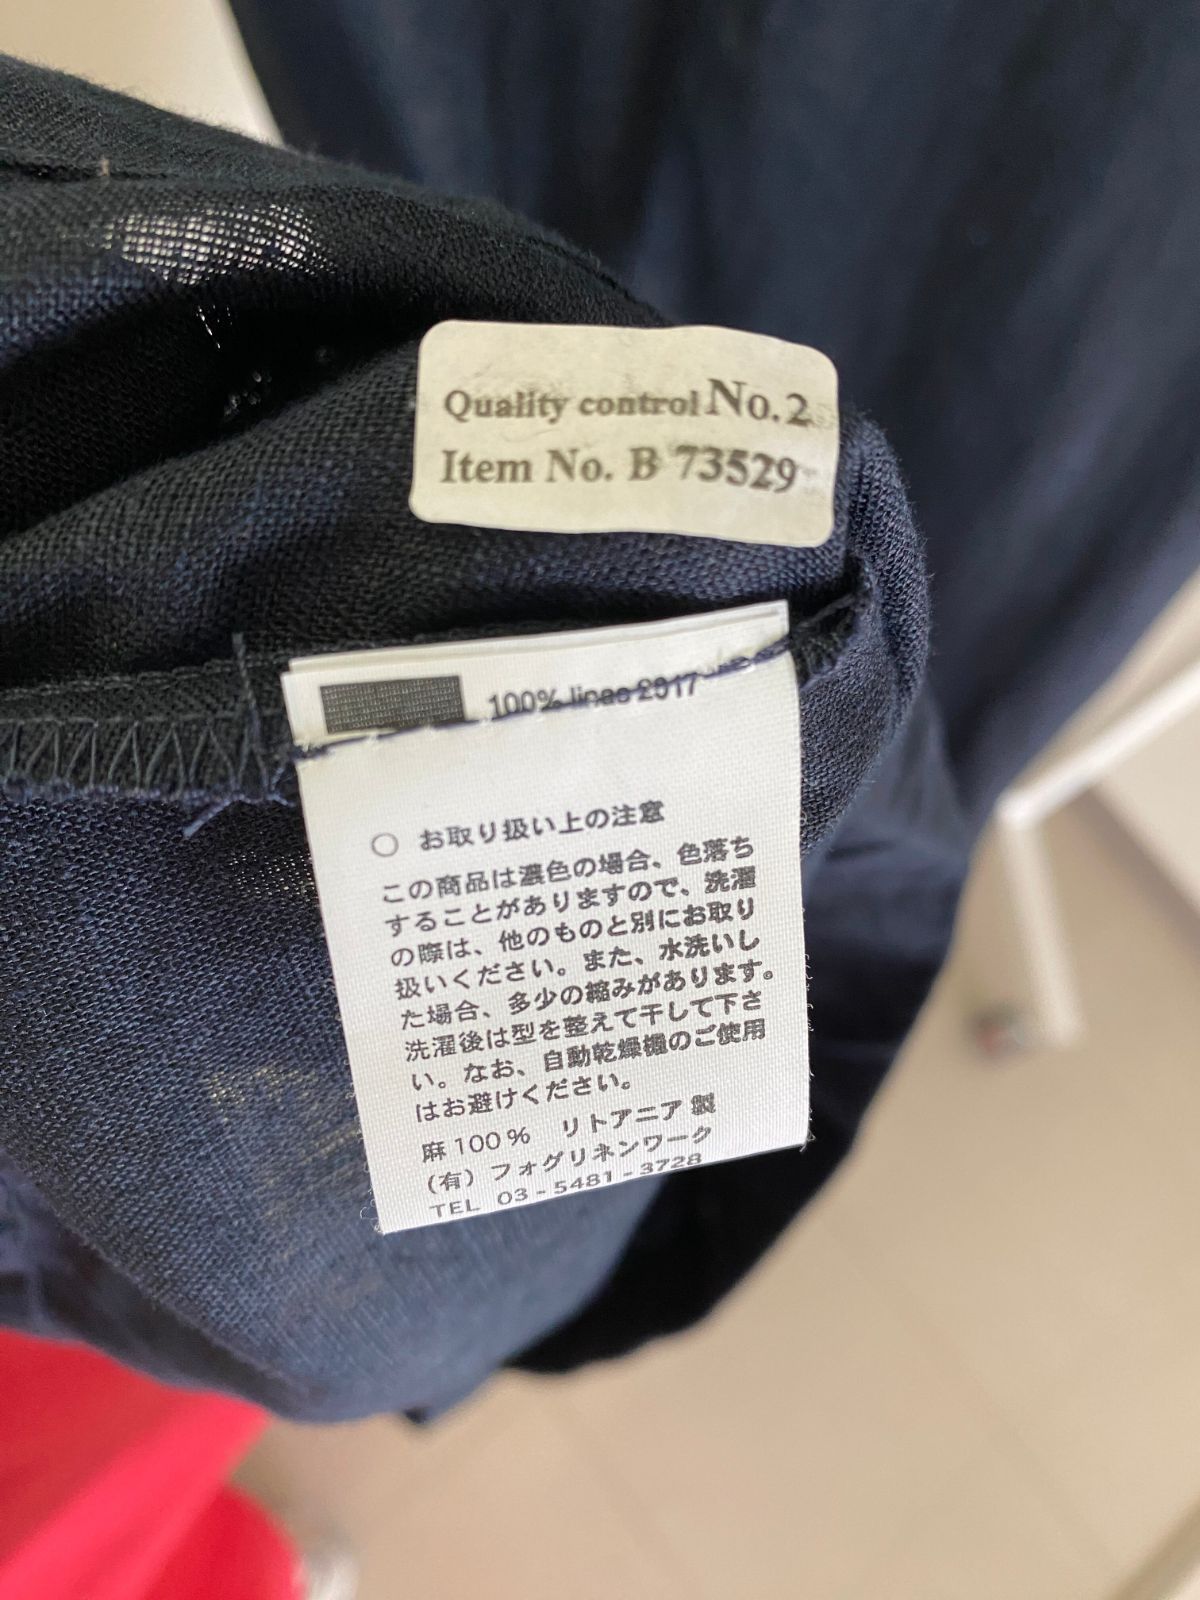 Quality control No.2
Item No. B 73529
100% linas 2017
○ お取り扱い上の注意
この商品は濃色の場合、色落ち
することがありますので、洗濯
の際は、他のものと別にお取り
扱いください。また、水洗いし
た場合、多少の縮みがあります。
洗濯後は型を整えて干して下さ
い。なお、自動乾燥機のご使用
はお避けください。
麻100% リトアニア製
(有) フォグリネンワーク
TEL 03-5481-3728